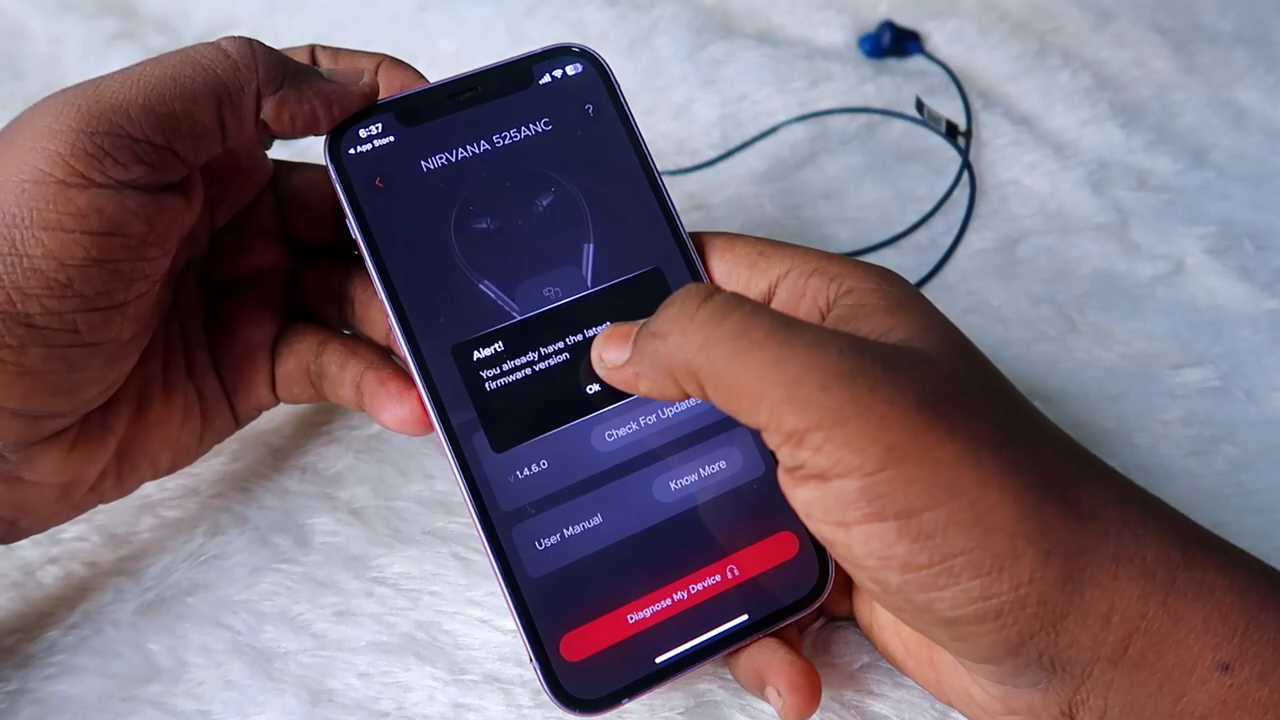 6:37
App Store
?
NIRVANA 525ANC
Alert!
You already have the latest
firmware version
Ok
Check For Updates
v 1.4.6.0
Know More
User Manual
Diagnose My Device